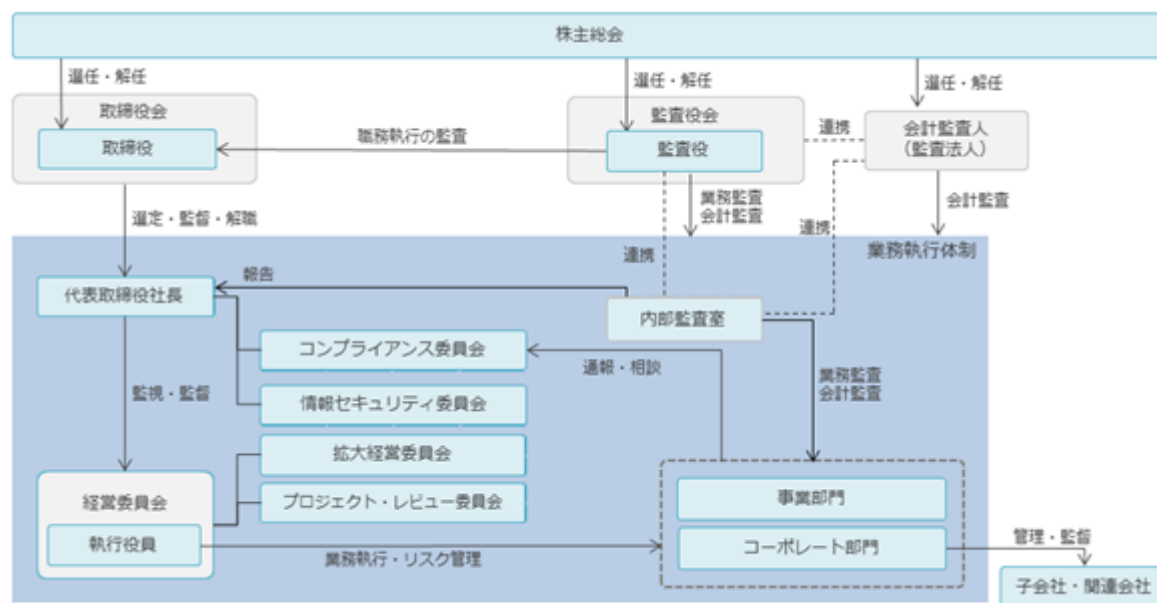 株主総会
選任・解任
選任・解任
選任・解任
取締役会
取締役
職務執行の監査
監査役会
監査役
連携
会計監査人
（監査法人）
選定・監督・解職
業務監査
会計監査
連携
連携
会計監査
業務執行体制
代表取締役社長
報告
内部監査室
コンプライアンス委員会
通報・相談
業務監査
会計監査
監視・監督
情報セキュリティ委員会
拡大経営委員会
プロジェクト・レビュー委員会
経営委員会
執行役員
業務執行・リスク管理
事業部門
コーポレート部門
管理・監督
子会社・関連会社